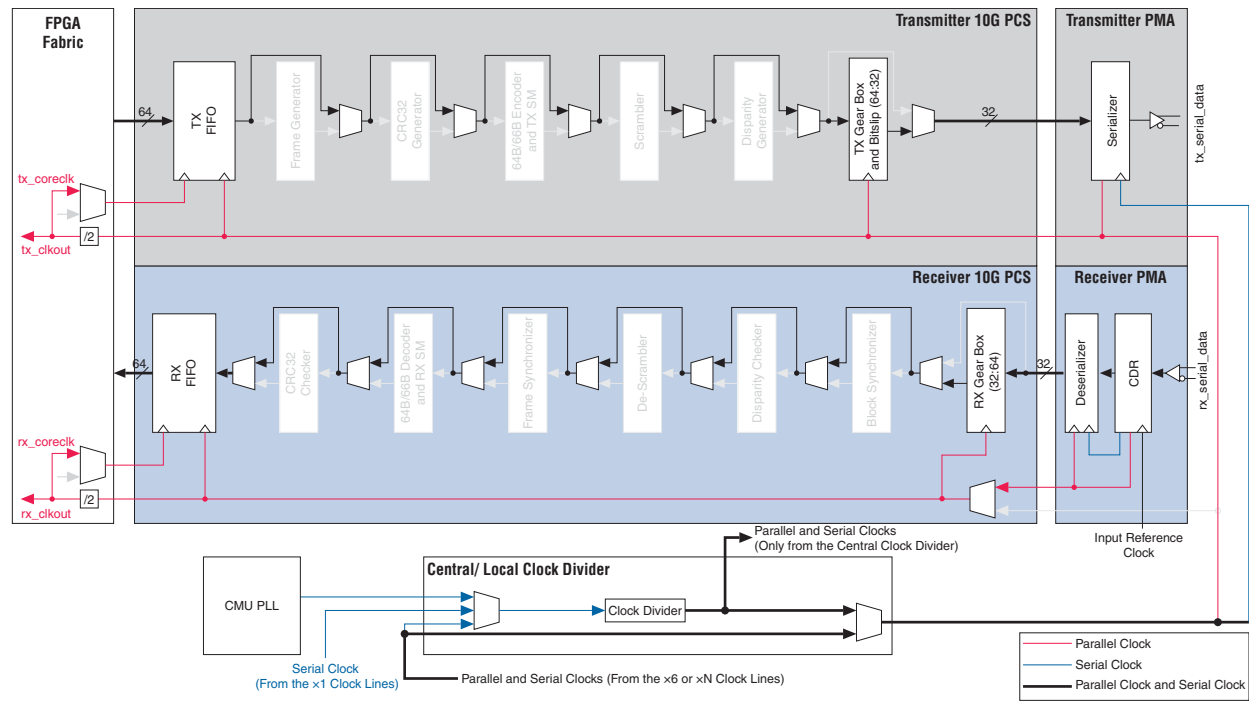 FPGA
Fabric
Transmitter 10G PCS
Transmitter PMA
64
TX
FIFO
Frame Generator
CRC32
Generator
64B/66B Encoder
and TX SM
Scrambler
Disparity
Generator
TX Gear Box
and Bitslip (64:32)
32
Serializer
tx_serial_data
tx_coreclk
/2
tx_clkout
Receiver 10G PCS
Receiver PMA
64
RX
FIFO
CRC32
Checker
64B/66B Decoder
and RX SM
Frame Synchronizer
De-Scrambler
Disparity Checker
Block Synchronizer
RX Gear Box
(32:64)
32
Deserializer
CDR
rx_serial_data
rx_coreclk
/2
rx_clkout
Input Reference
Clock
Parallel and Serial Clocks
(Only from the Central Clock Divider)
Central/ Local Clock Divider
CMU PLL
Clock Divider
Serial Clock
(From the ×1 Clock Lines)
Parallel and Serial Clocks (From the ×6 or ×N Clock Lines)
Parallel Clock
Serial Clock
Parallel Clock and Serial Clock